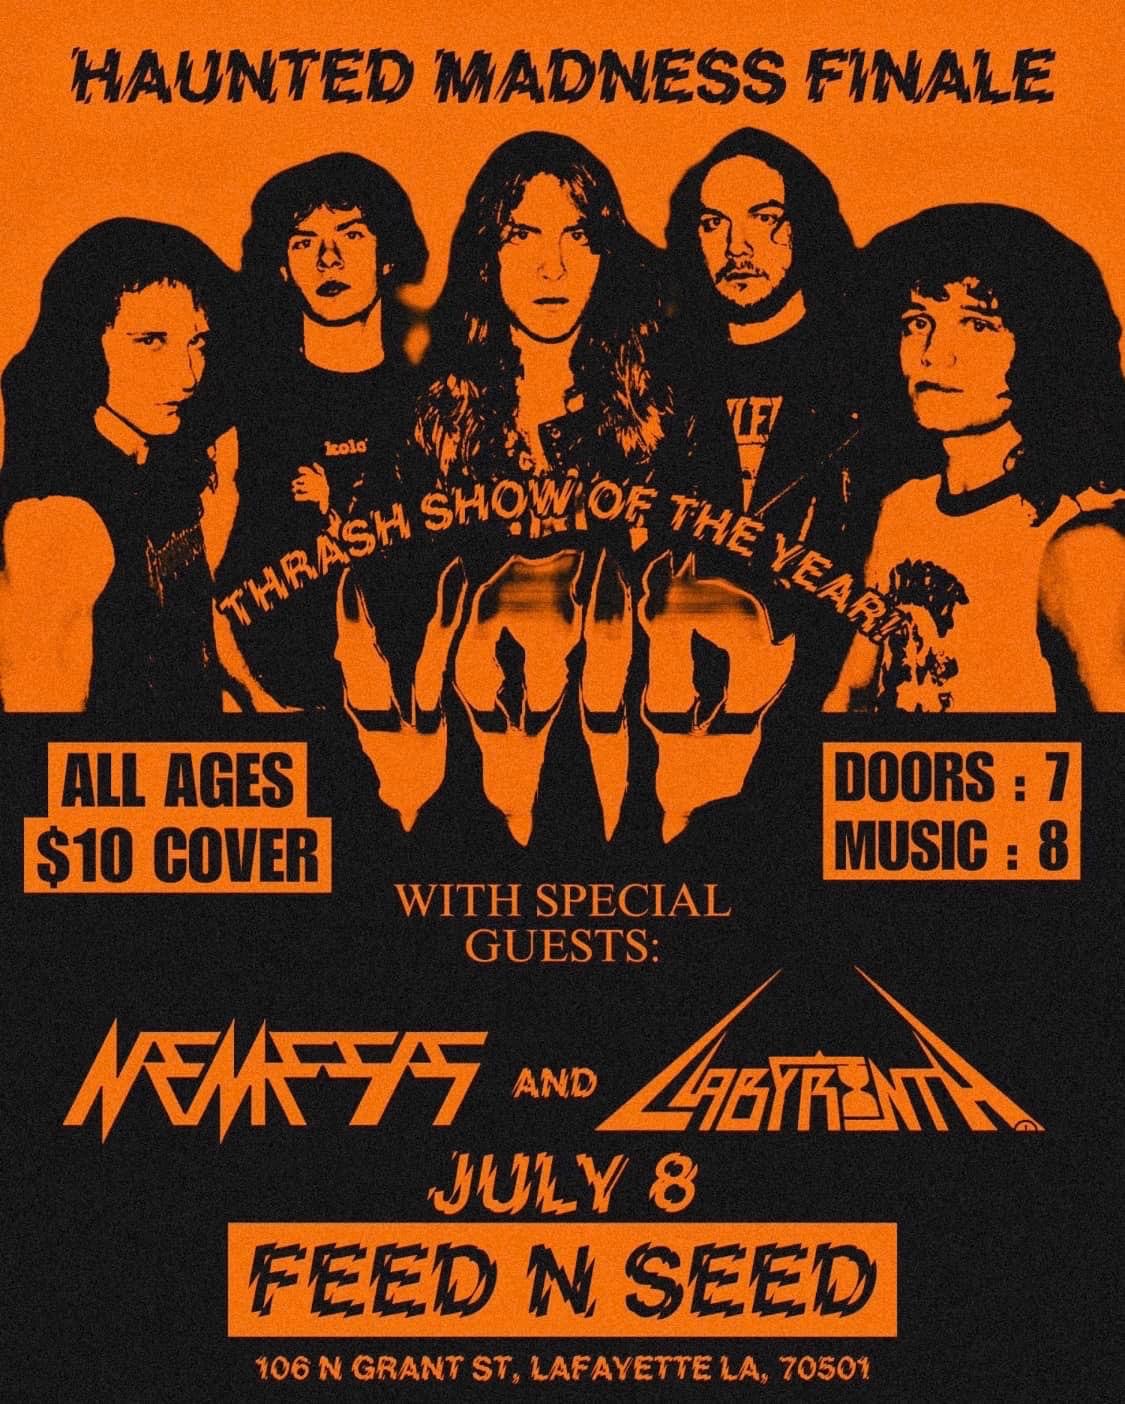 HAUNTED MADNESS FINALE
kolo
THRASH SHOW OF THE YEAR!
VOID
ALL AGES
$10 COVER
DOORS : 7
MUSIC : 8
WITH SPECIAL
GUESTS:
NEMESIS AND LABYRINTH
JULY 8
FEED N SEED
106 N GRANT ST, LAFAYETTE LA, 70501